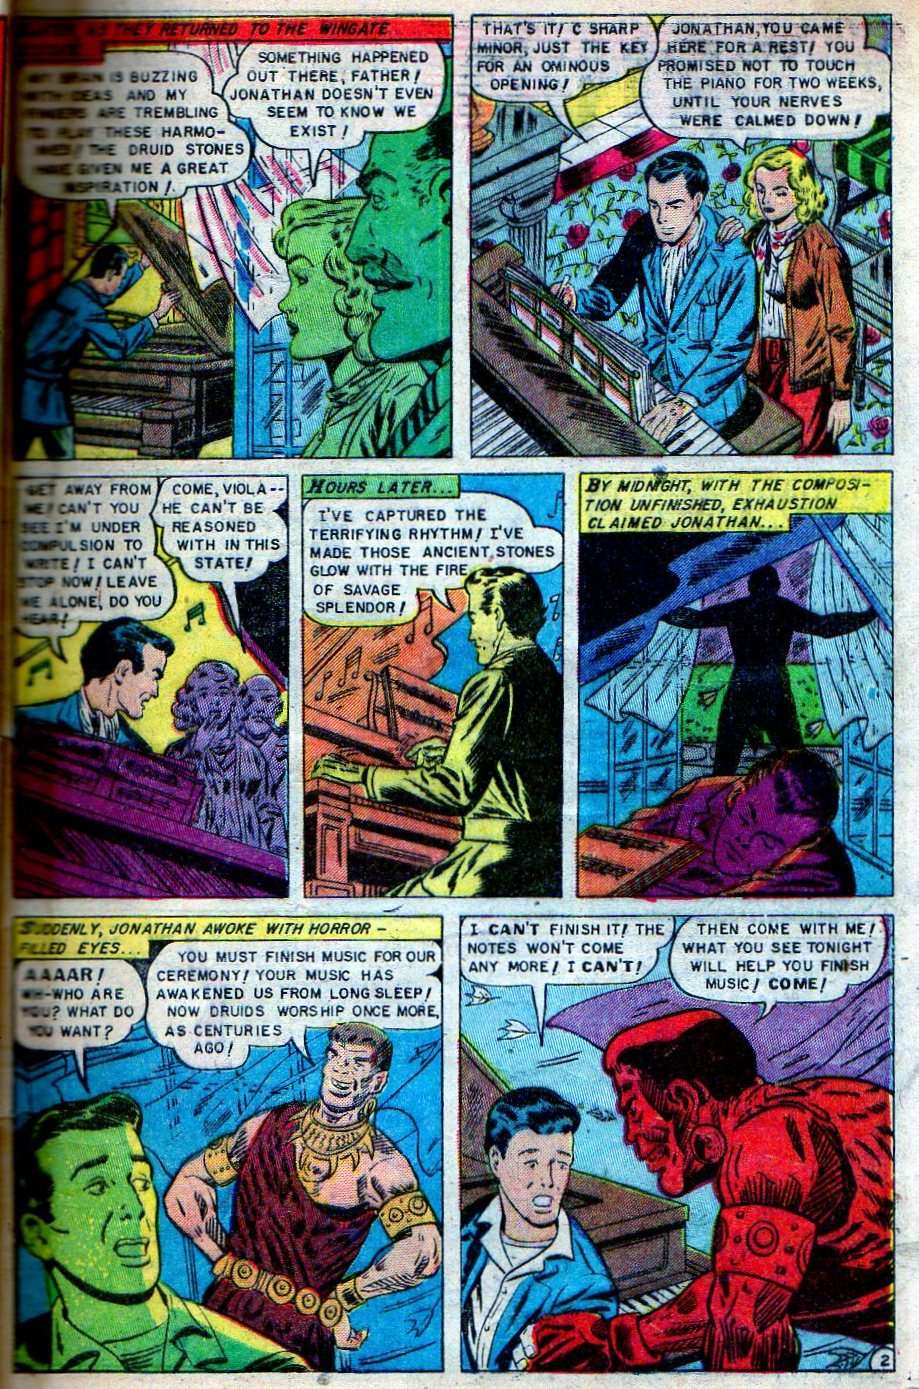 AS THEY RETURNED TO THE WINGATE
MY BRAIN IS BUZZING
WITH IDEAS AND MY
FINGERS ARE TREMBLING
TO PLAY THESE HARMO-
NIES! THE DRUID STONES
HAVE GIVEN ME A GREAT
INSPIRATION!
SOMETHING HAPPENED
OUT THERE, FATHER!
JONATHAN DOESN'T EVEN
SEEM TO KNOW WE
EXIST!
THAT'S IT! C SHARP
MINOR, JUST THE KEY
FOR AN OMINOUS
OPENING!
JONATHAN, YOU CAME
HERE FOR A REST! YOU
PROMISED NOT TO TOUCH
THE PIANO FOR TWO WEEKS,
UNTIL YOUR NERVES
WERE CALMED DOWN!
GET AWAY FROM
ME! CAN'T YOU
SEE I'M UNDER
COMPULSION TO
WRITE! I CAN'T
STOP NOW! LEAVE
ME ALONE, DO YOU
HEAR!
COME, VIOLA--
HE CAN'T BE
REASONED
WITH IN THIS
STATE!
HOURS LATER...
I'VE CAPTURED THE
TERRIFYING RHYTHM! I'VE
MADE THOSE ANCIENT STONES
GLOW WITH THE FIRE
OF SAVAGE
SPLENDOR!
BY MIDNIGHT, WITH THE COMPOSI-
TION UNFINISHED, EXHAUSTION
CLAIMED JONATHAN...
SUDDENLY, JONATHAN AWOKE WITH HORROR-
FILLED EYES...
AAAAR!
WH-WHO ARE
YOU? WHAT DO
YOU WANT?
YOU MUST FINISH MUSIC FOR OUR
CEREMONY! YOUR MUSIC HAS
AWAKENED US FROM LONG SLEEP!
NOW DRUIDS WORSHIP ONCE MORE,
AS CENTURIES
AGO!
I CAN'T FINISH IT! THE
NOTES WON'T COME
ANY MORE! I CAN'T!
THEN COME WITH ME!
WHAT YOU SEE TONIGHT
WILL HELP YOU FINISH
MUSIC! COME!
2